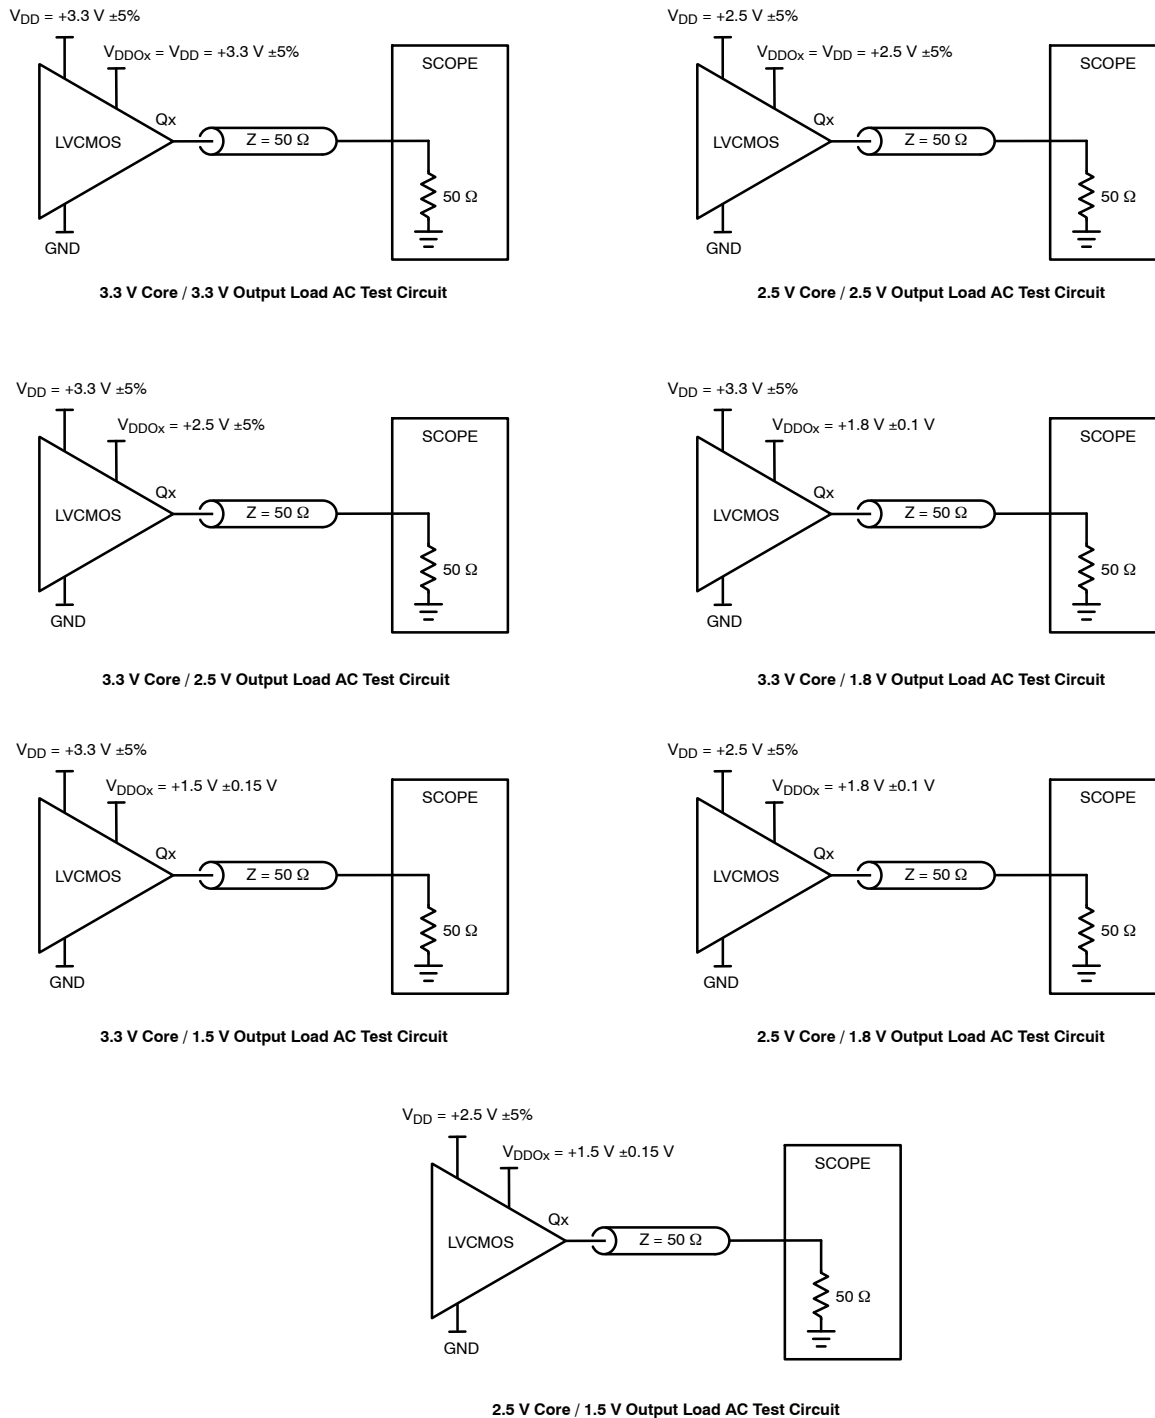 VDD = +3.3 V ±5%
VDDOx = VDD = +3.3 V ±5%
SCOPE
Qx
LVCMOS
Z = 50 Ω
50 Ω
GND
3.3 V Core / 3.3 V Output Load AC Test Circuit
VDD = +2.5 V ±5%
VDDOx = VDD = +2.5 V ±5%
SCOPE
Qx
LVCMOS
Z = 50 Ω
50 Ω
GND
2.5 V Core / 2.5 V Output Load AC Test Circuit
VDD = +3.3 V ±5%
VDDOx = +2.5 V ±5%
SCOPE
Qx
LVCMOS
Z = 50 Ω
50 Ω
GND
3.3 V Core / 2.5 V Output Load AC Test Circuit
VDD = +3.3 V ±5%
VDDOx = +1.8 V ±0.1 V
SCOPE
Qx
LVCMOS
Z = 50 Ω
50 Ω
GND
3.3 V Core / 1.8 V Output Load AC Test Circuit
VDD = +3.3 V ±5%
VDDOx = +1.5 V ±0.15 V
SCOPE
Qx
LVCMOS
Z = 50 Ω
50 Ω
GND
3.3 V Core / 1.5 V Output Load AC Test Circuit
VDD = +2.5 V ±5%
VDDOx = +1.8 V ±0.1 V
SCOPE
Qx
LVCMOS
Z = 50 Ω
50 Ω
GND
2.5 V Core / 1.8 V Output Load AC Test Circuit
VDD = +2.5 V ±5%
VDDOx = +1.5 V ±0.15 V
SCOPE
Qx
LVCMOS
Z = 50 Ω
50 Ω
GND
2.5 V Core / 1.5 V Output Load AC Test Circuit